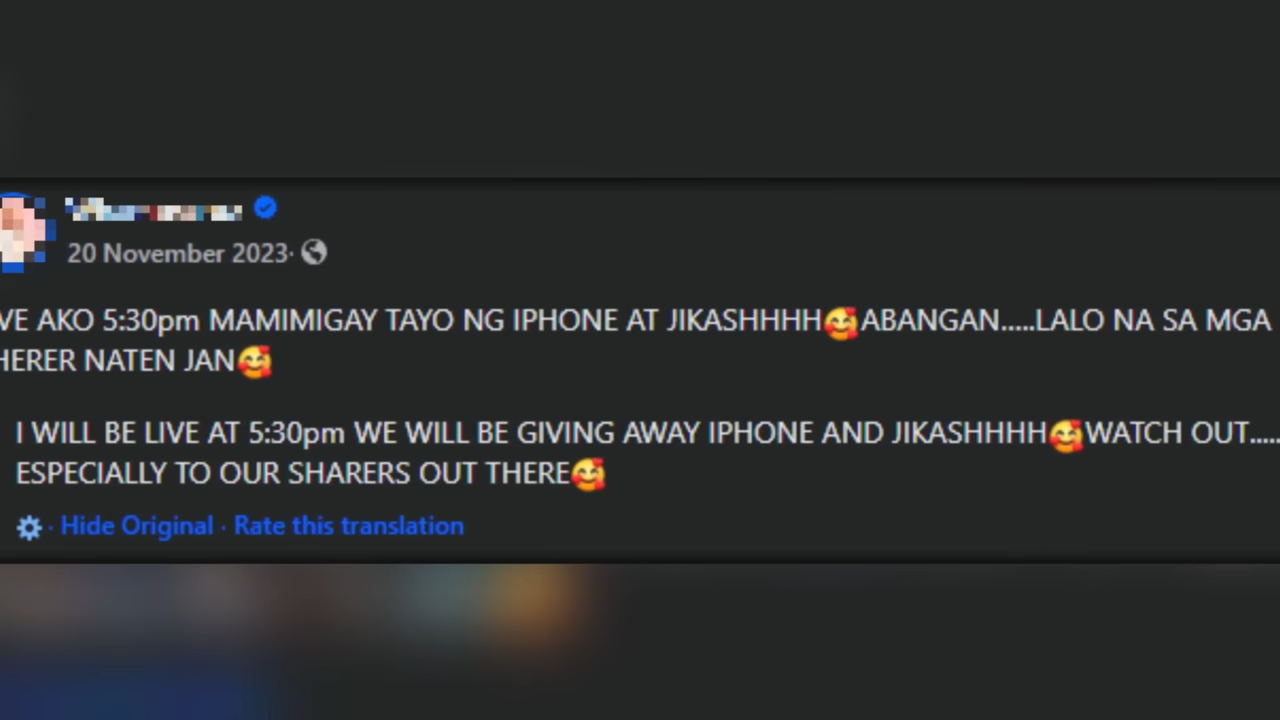 20 November 2023·
AKO 5:30pm MAMIMIGAY TAYO NG IPHONE AT JIKASHHHH🥰ABANGAN.....LALO NA SA MGA
NATEN JAN🥰
I WILL BE LIVE AT 5:30pm WE WILL BE GIVING AWAY IPHONE AND JIKASHHHH🥰WATCH OUT.....
ESPECIALLY TO OUR SHARERS OUT THERE🥰
· Hide Original · Rate this translation